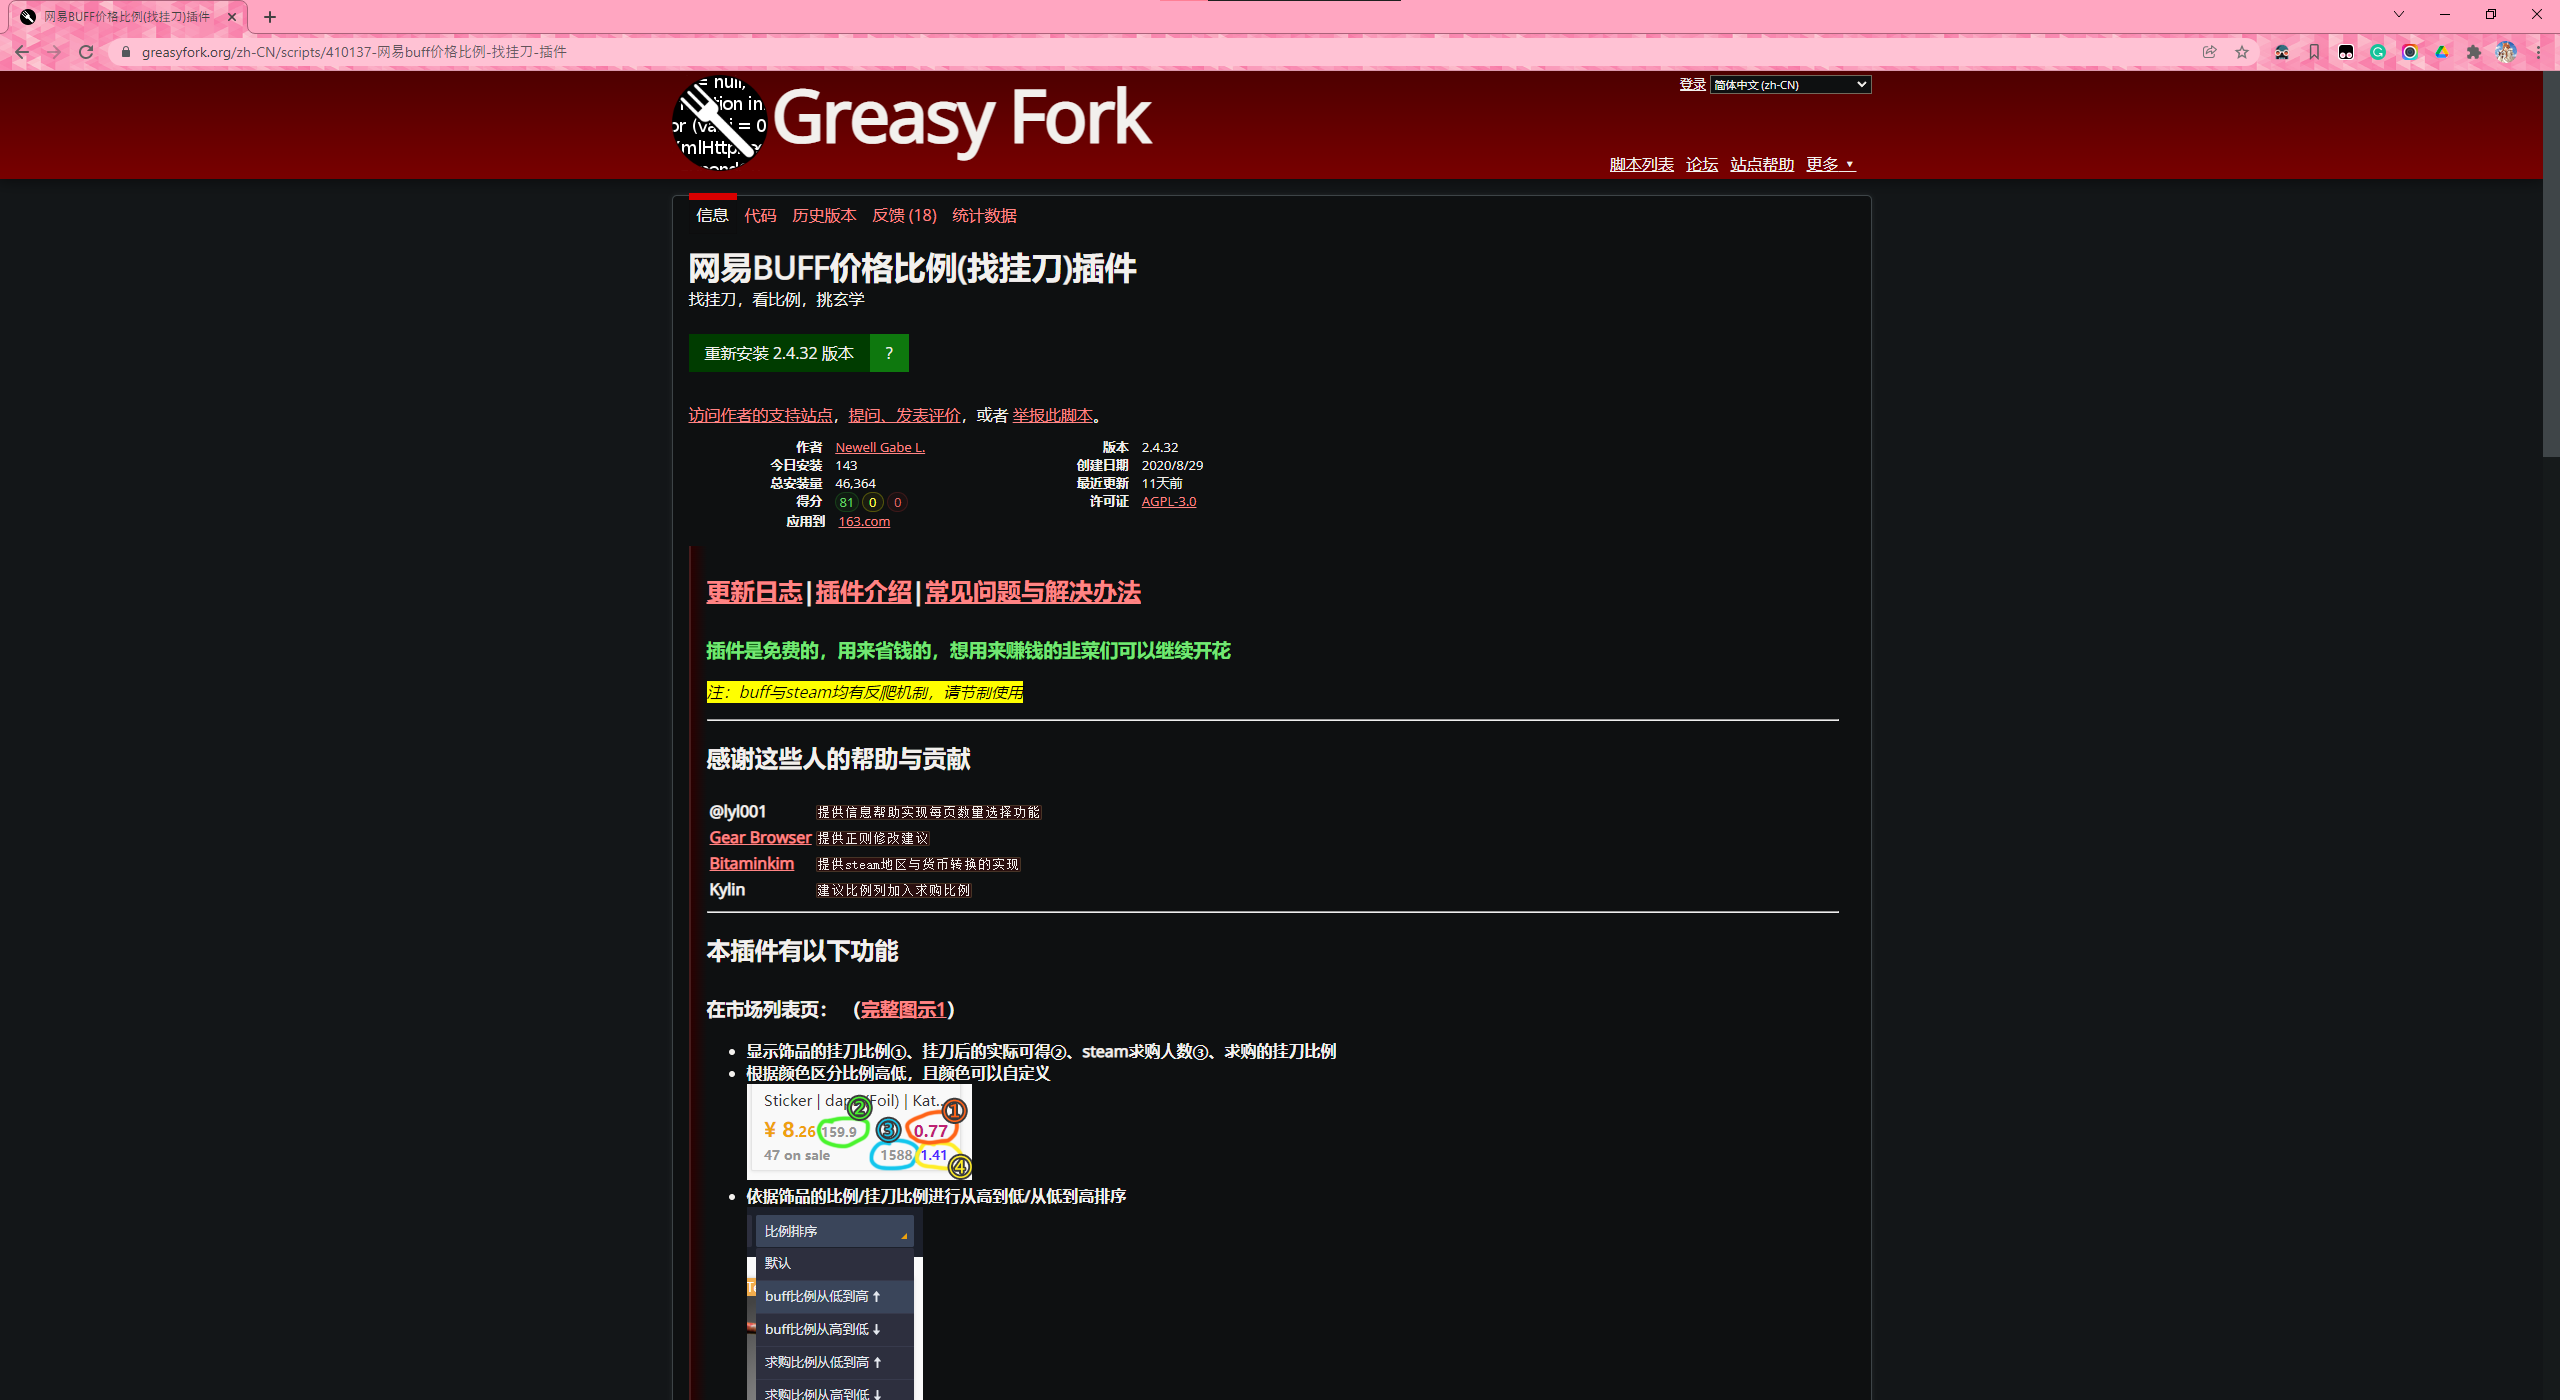 网易BUFF价格比例(找挂刀)插件
greasyfork.org/zh-CN/scripts/410137-网易buff价格比例-找挂刀-插件
登录 简体中文 (zh-CN)
= null,
tion in
or (va i = 0
mlHttp
Greasy Fork
脚本列表 论坛 站点帮助 更多 ▼
信息 代码 历史版本 反馈 (18) 统计数据
网易BUFF价格比例(找挂刀)插件
找挂刀，看比例，挑玄学
重新安装 2.4.32 版本 ?
访问作者的支持站点，提问、发表评价，或者 举报此脚本。
作者 Newell Gabe L. 版本 2.4.32
今日安装 143 创建日期 2020/8/29
总安装量 46,364 最近更新 11天前
得分 81 0 0 许可证 AGPL-3.0
应用到 163.com
更新日志|插件介绍|常见问题与解决办法
插件是免费的，用来省钱的，想用来赚钱的韭菜们可以继续开花
注：buff与steam均有反爬机制，请节制使用
感谢这些人的帮助与贡献
@lyl001 提供信息帮助实现每页数量选择功能
Gear Browser 提供正则修改建议
Bitaminkim 提供steam地区与货币转换的实现
Kylin 建议比例列加入求购比例
本插件有以下功能
在市场列表页： （完整图示1）
显示饰品的挂刀比例①、挂刀后的实际可得②、steam求购人数③、求购的挂刀比例
根据颜色区分比例高低，且颜色可以自定义
Sticker | dap (Foil) | Kat...
② ①
¥ 8.26 159.9 ③ 0.77
47 on sale 1588 1.41
④
依据饰品的比例/挂刀比例进行从高到低/从低到高排序
比例排序
默认
buff比例从低到高↑
buff比例从高到低↓
求购比例从低到高↑
求购比例从高到低↓